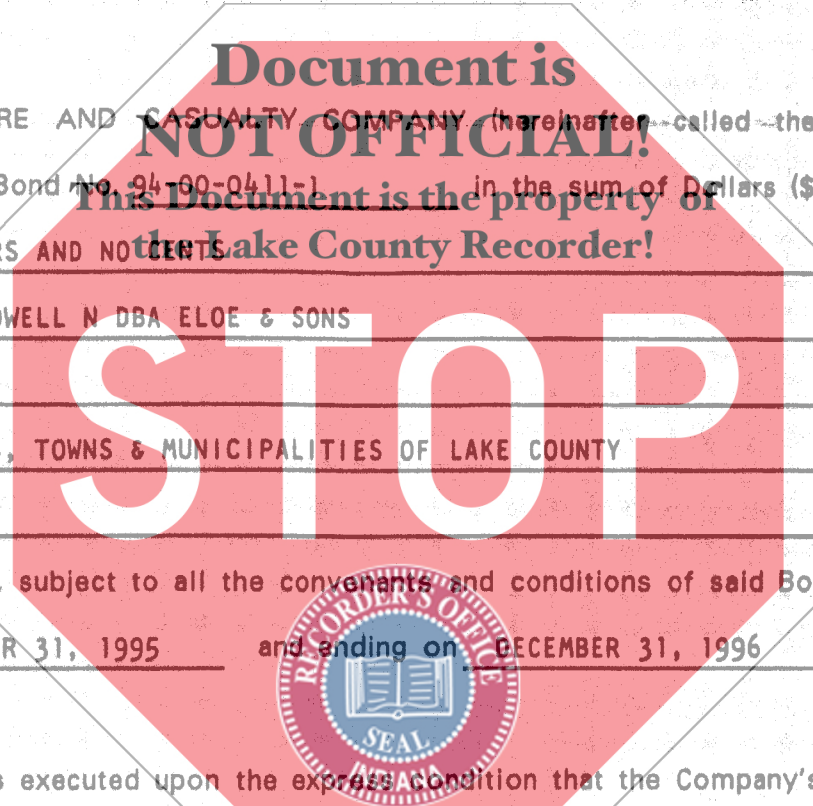 Document is
RE AND CASUALTY COMPANY (hereinafter called the
NOT OFFICIAL!
Bond No. 94-00-0411-1 in the sum of Dollars ($
This Document is the property of
RS AND NO CENTS
the Lake County Recorder!
OWELL N DBA ELOE & SONS
STOP
, TOWNS & MUNICIPALITIES OF LAKE COUNTY
subject to all the convenants and conditions of said Bo
RECORDER'S OFFICE
R 31, 1995 and ending on DECEMBER 31, 1996
SEAL
INDIANA
s executed upon the express condition that the Company's